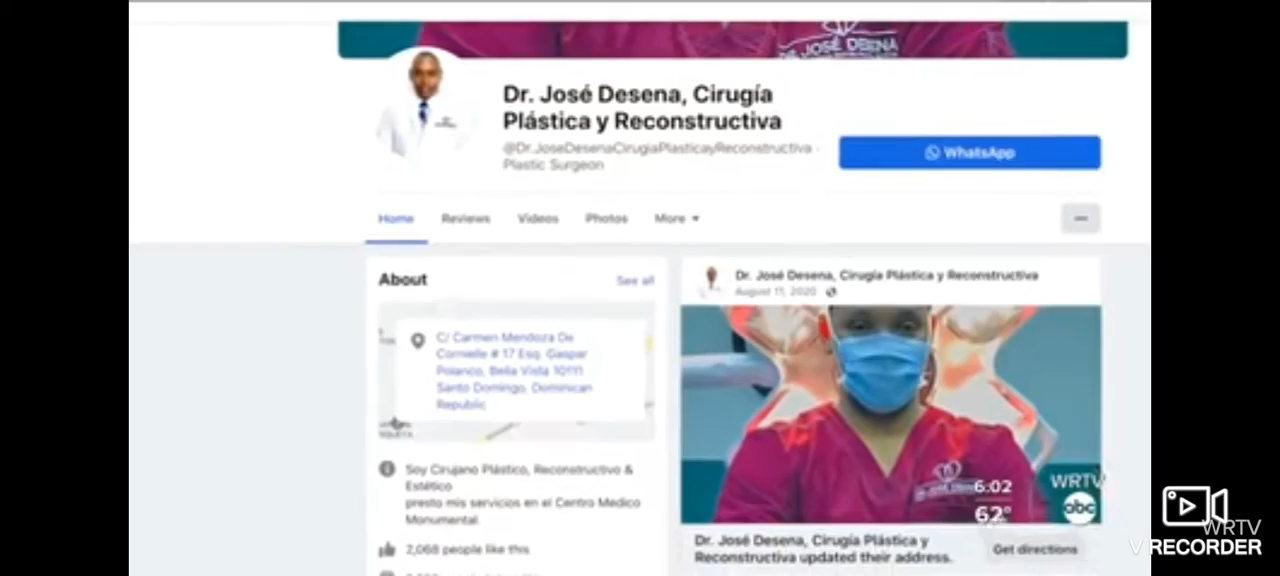 DR. JOSÉ DESENA
Dr. José Desena, Cirugía
Plástica y Reconstructiva
@Dr.JoseDesenaCirugiaPlasticayReconstructiva ·
Plastic Surgeon
WhatsApp
Home Reviews Videos Photos More
About See all
C/ Carmen Mendoza De
Cornielle # 17 Esq. Gaspar
Polanco, Bella Vista 10111
Santo Domingo, Dominican
Republic
Soy Cirujano Plástico, Reconstructivo &
Estético
presto mis servicios en el Centro Medico
Monumental.
2,068 people like this
Dr. José Desena, Cirugía Plástica y Reconstructiva
August 11, 2020
6:02
62°
WRTV
abc
Dr. José Desena, Cirugía Plástica y
Reconstructiva updated their address.
Get directions
WRTV
V RECORDER